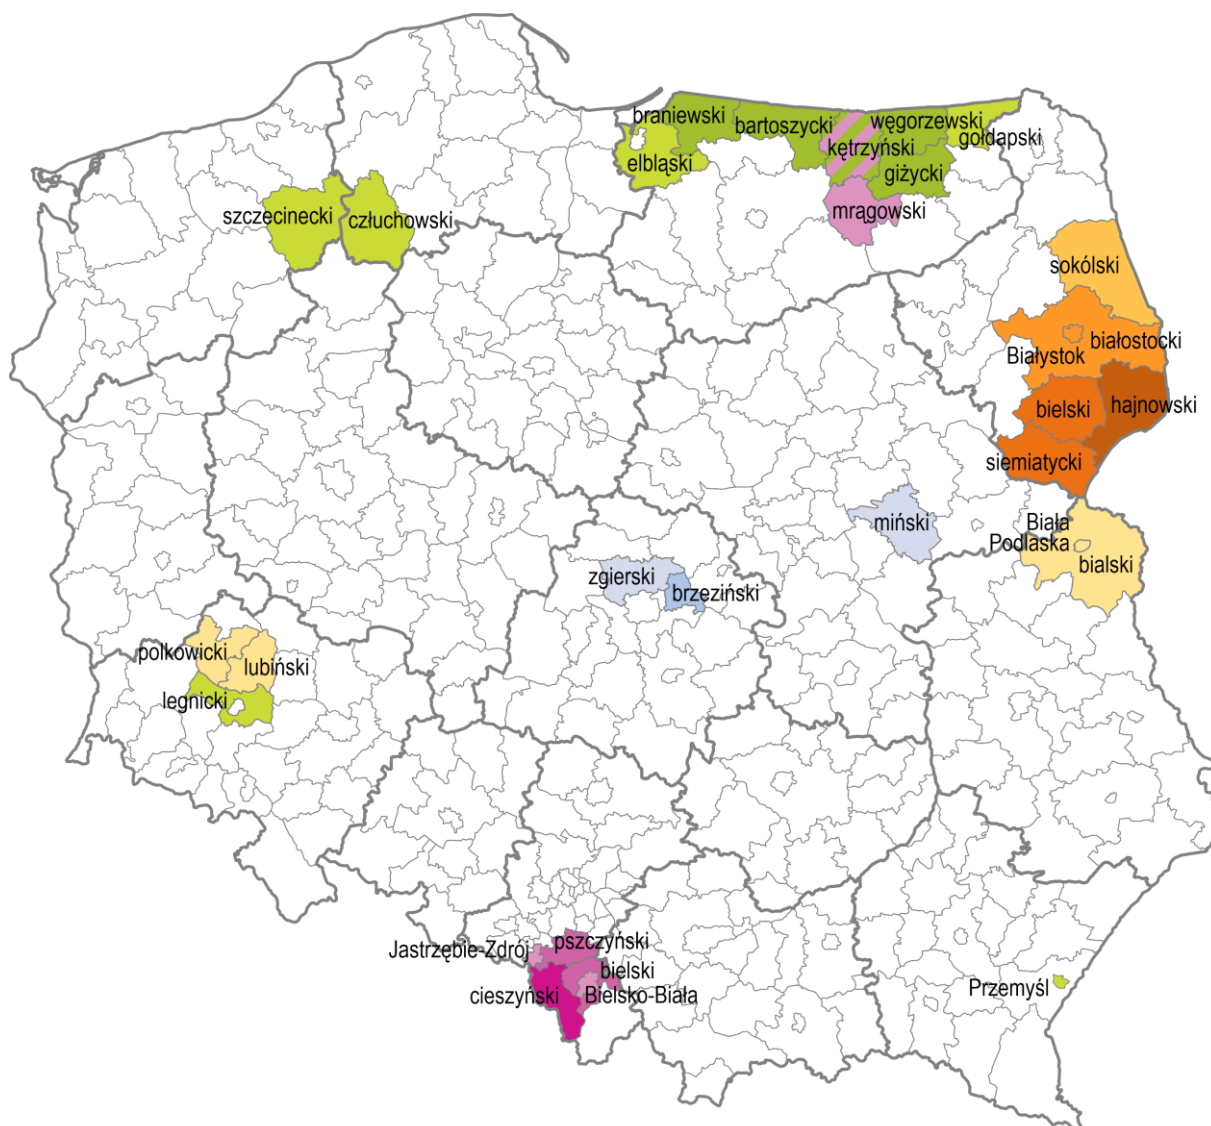 braniewski
bartoszycki
węgorzewski
gołdapski
kętrzyński
elbląski
giżycki
mrągowski
szczecinecki
człuchowski
sokólski
białostocki
Białystok
hajnowski
bielski
siemiatycki
miński
Biała
Podlaska
bialski
zgierski
brzeziński
polkowicki
lubiński
legnicki
pszczyński
Jastrzębie-Zdrój
bielski
cieszyński
Bielsko-Biała
Przemyśl